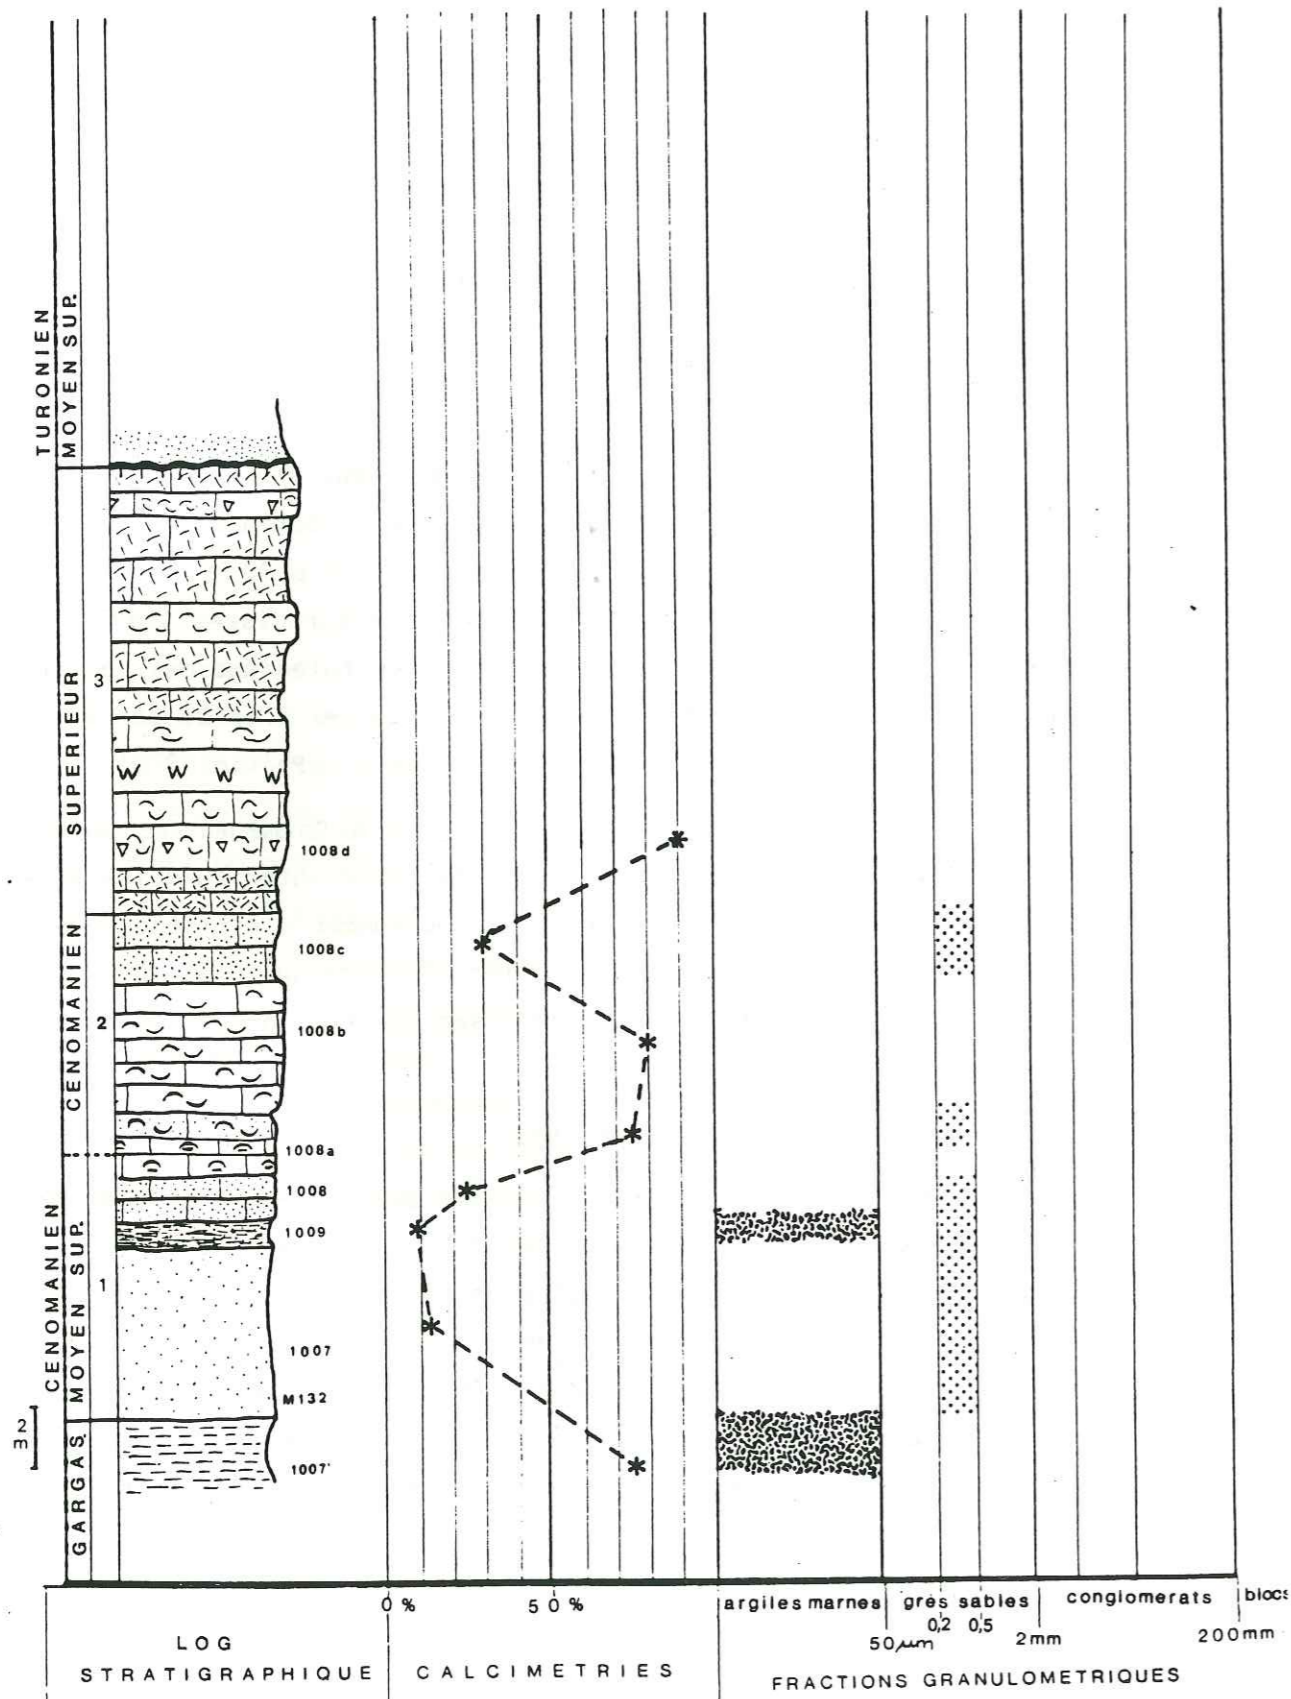 TURONIEN
MOYEN SUP.
SUPERIEUR
3
W W W W
1008d
CENOMANIEN
1008c
2
1008b
1008a
1008
1009
CENOMANIEN
MOYEN SUP.
1
1007
M132
2
m
GARGAS.
1007'
0% 50% argiles marnes grés sables conglomerats blocs
0,2 0,5
50µm 2mm 200mm
LOG
STRATIGRAPHIQUE
CALCIMETRIES
FRACTIONS GRANULOMETRIQUES